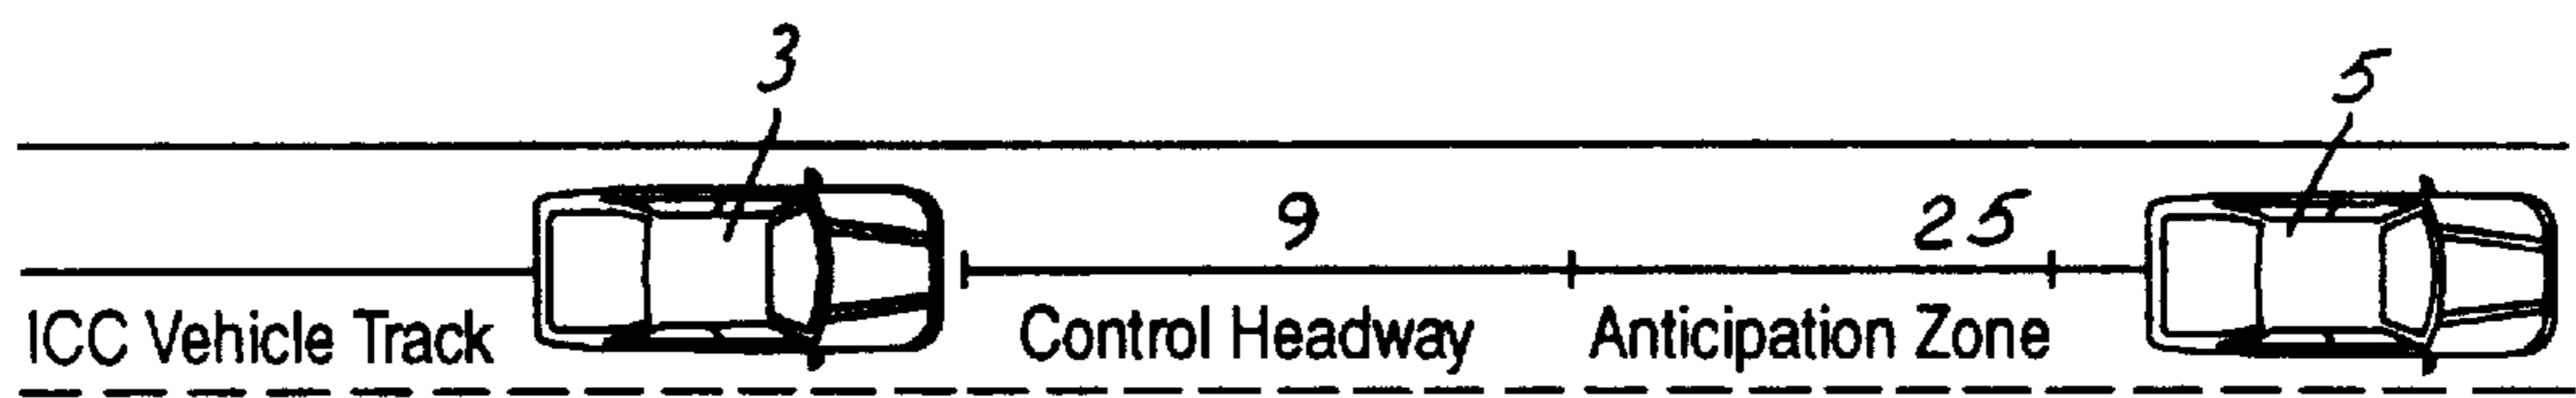 3
5
9
25
ICC Vehicle Track
Control Headway
Anticipation Zone